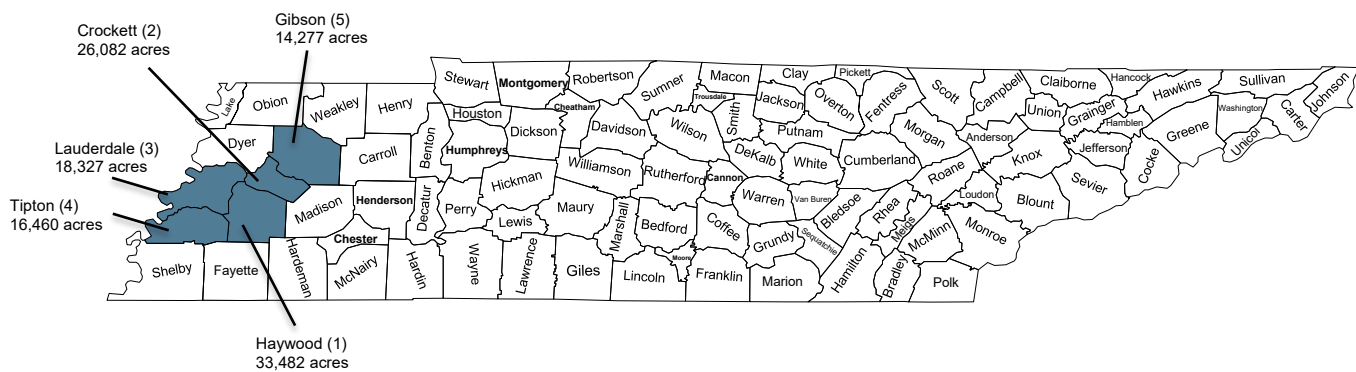 Gibson (5)
14,277 acres
Crockett (2)
26,082 acres
Lauderdale (3)
18,327 acres
Tipton (4)
16,460 acres
Haywood (1)
33,482 acres
Lake
Obion
Weakley
Henry
Stewart
Montgomery
Robertson
Sumner
Macon
Trousdale
Clay
Pickett
Fentress
Scott
Campbell
Claiborne
Hancock
Hawkins
Sullivan
Johnson
Dyer
Carroll
Benton
Houston
Humphreys
Dickson
Cheatham
Davidson
Wilson
Smith
Jackson
Overton
Putnam
DeKalb
White
Cumberland
Morgan
Anderson
Union
Grainger
Hamblen
Jefferson
Greene
Washington
Unicoi
Carter
Madison
Henderson
Decatur
Perry
Hickman
Williamson
Rutherford
Cannon
Warren
Van Buren
Bledsoe
Rhea
Roane
Loudon
Knox
Blount
Sevier
Cocke
Shelby
Fayette
Hardeman
Chester
McNairy
Hardin
Wayne
Lewis
Lawrence
Maury
Giles
Marshall
Bedford
Lincoln
Moore
Coffee
Franklin
Grundy
Marion
Sequatchie
Hamilton
Meigs
Bradley
McMinn
Monroe
Polk